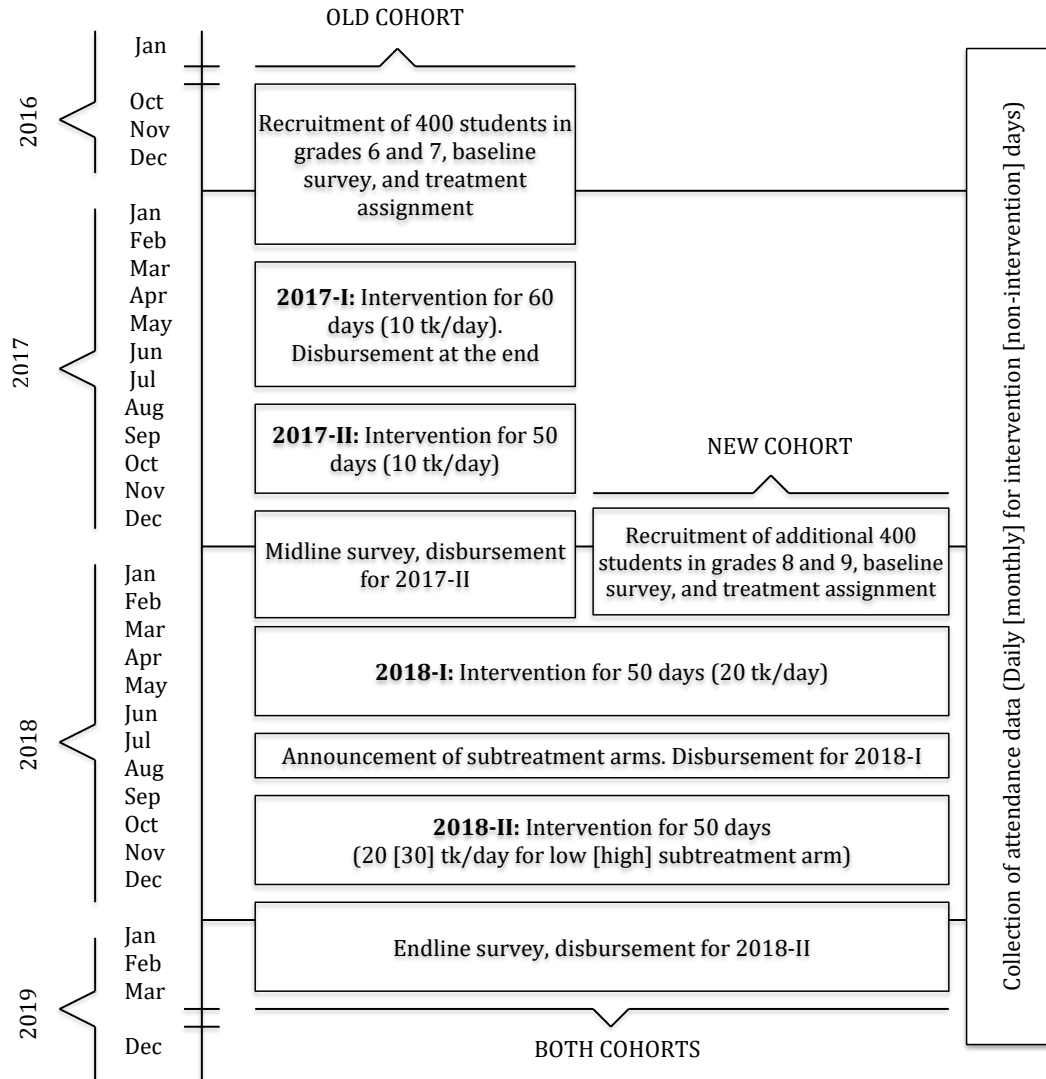 OLD COHORT
2016
Jan
Oct
Nov
Dec
Recruitment of 400 students in
grades 6 and 7, baseline
survey, and treatment
assignment
2017
Jan
Feb
Mar
Apr
May
Jun
Jul
Aug
Sep
Oct
Nov
Dec
2017-I: Intervention for 60
days (10 tk/day).
Disbursement at the end
2017-II: Intervention for 50
days (10 tk/day)
NEW COHORT
Midline survey, disbursement
for 2017-II
Recruitment of additional 400
students in grades 8 and 9, baseline
survey, and treatment assignment
2018
Jan
Feb
Mar
Apr
May
Jun
Jul
Aug
Sep
Oct
Nov
Dec
2018-I: Intervention for 50 days (20 tk/day)
Announcement of subtreatment arms. Disbursement for 2018-I
2018-II: Intervention for 50 days
(20 [30] tk/day for low [high] subtreatment arm)
2019
Jan
Feb
Mar
Dec
Endline survey, disbursement for 2018-II
BOTH COHORTS
Collection of attendance data (Daily [monthly] for intervention [non-intervention] days)